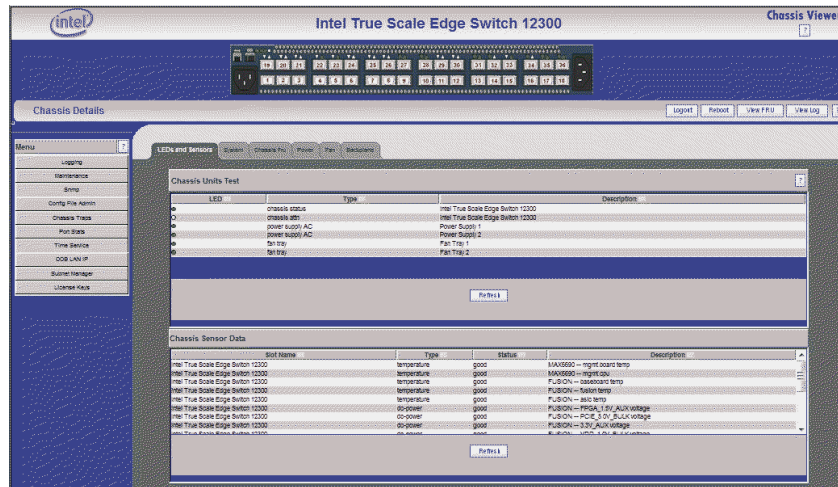 intel
Intel True Scale Edge Switch 12300
Chassis Viewer
?
19 20 21 22 23 24 25 26 27 28 29 30 31 32 33 34 35 36
1 2 3 4 5 6 7 8 9 10 11 12 13 14 15 16 17 18
Chassis Details
Logout Reboot View FRU View Log
Menu ?
Logging
Maintenance
Snmp
Config File Admin
Chassis Traps
Port Stats
Time Service
OOB LAN IP
Subnet Manager
License Keys
LEDs and Sensors System Chassis Fru Power Fan Backplane
Chassis Units Test ?
LED Type Description
chassis status Intel True Scale Edge Switch 12300
chassis attn Intel True Scale Edge Switch 12300
power supply AC Power Supply 1
power supply AC Power Supply 2
fan tray Fan Tray 1
fan tray Fan Tray 2
Refresh
Chassis Sensor Data
Slot Name Type Status Description
Intel True Scale Edge Switch 12300 temperature good MAX6690 -- mgmt board temp
Intel True Scale Edge Switch 12300 temperature good MAX6690 -- mgmt cpu
Intel True Scale Edge Switch 12300 temperature good FUSION -- baseboard temp
Intel True Scale Edge Switch 12300 temperature good FUSION -- fusion temp
Intel True Scale Edge Switch 12300 temperature good FUSION -- asic temp
Intel True Scale Edge Switch 12300 dc-power good FUSION -- FPGA_1.5V_AUX voltage
Intel True Scale Edge Switch 12300 dc-power good FUSION -- PCIE_3.0V_BULK voltage
Intel True Scale Edge Switch 12300 dc-power good FUSION -- 3.3V_AUX voltage
Intel True Scale Edge Switch 12300 dc-power good FUSION -- VDD
Refresh